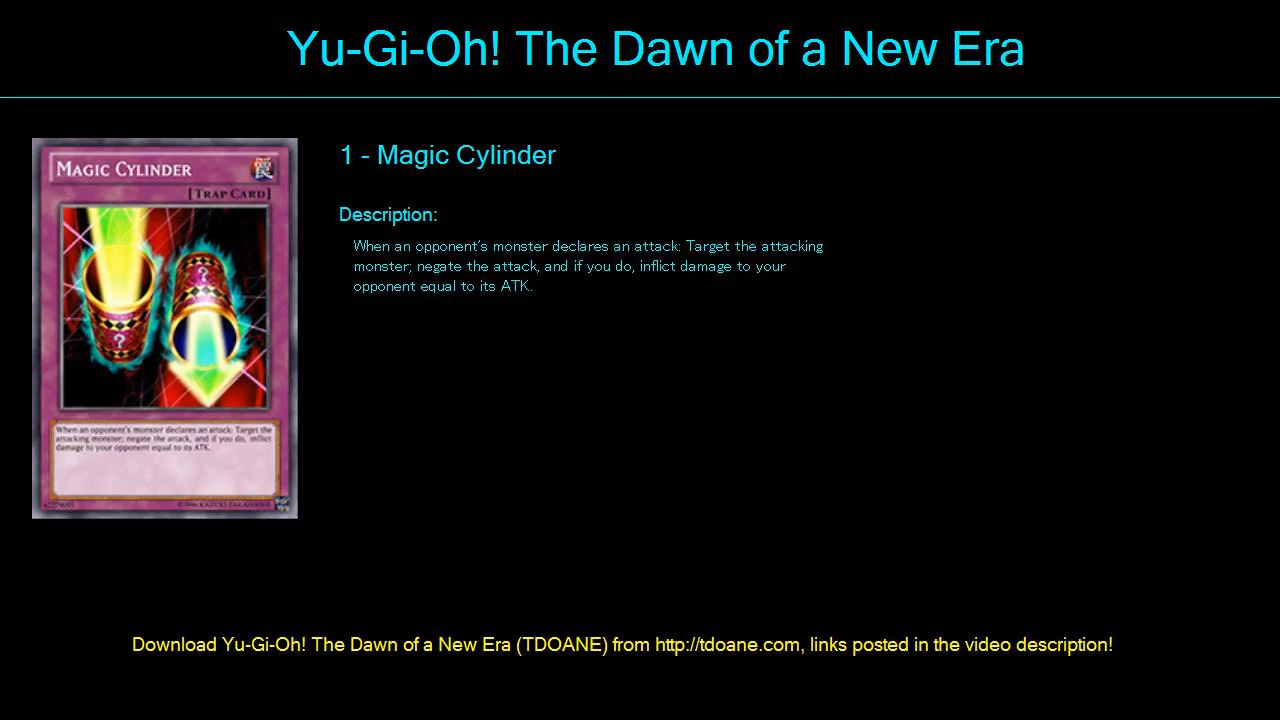 Yu-Gi-Oh! The Dawn of a New Era
MAGIC CYLINDER
罠
[TRAP CARD]
?
?
When an opponent's monster declares an attack: Target the
attacking monster; negate the attack, and if you do, inflict
damage to your opponent equal to its ATK.
©1996 KAZUKI TAKAHASHI
1 - Magic Cylinder
Description:
When an opponent's monster declares an attack: Target the attacking
monster; negate the attack, and if you do, inflict damage to your
opponent equal to its ATK.
Download Yu-Gi-Oh! The Dawn of a New Era (TDOANE) from http://tdoane.com, links posted in the video description!